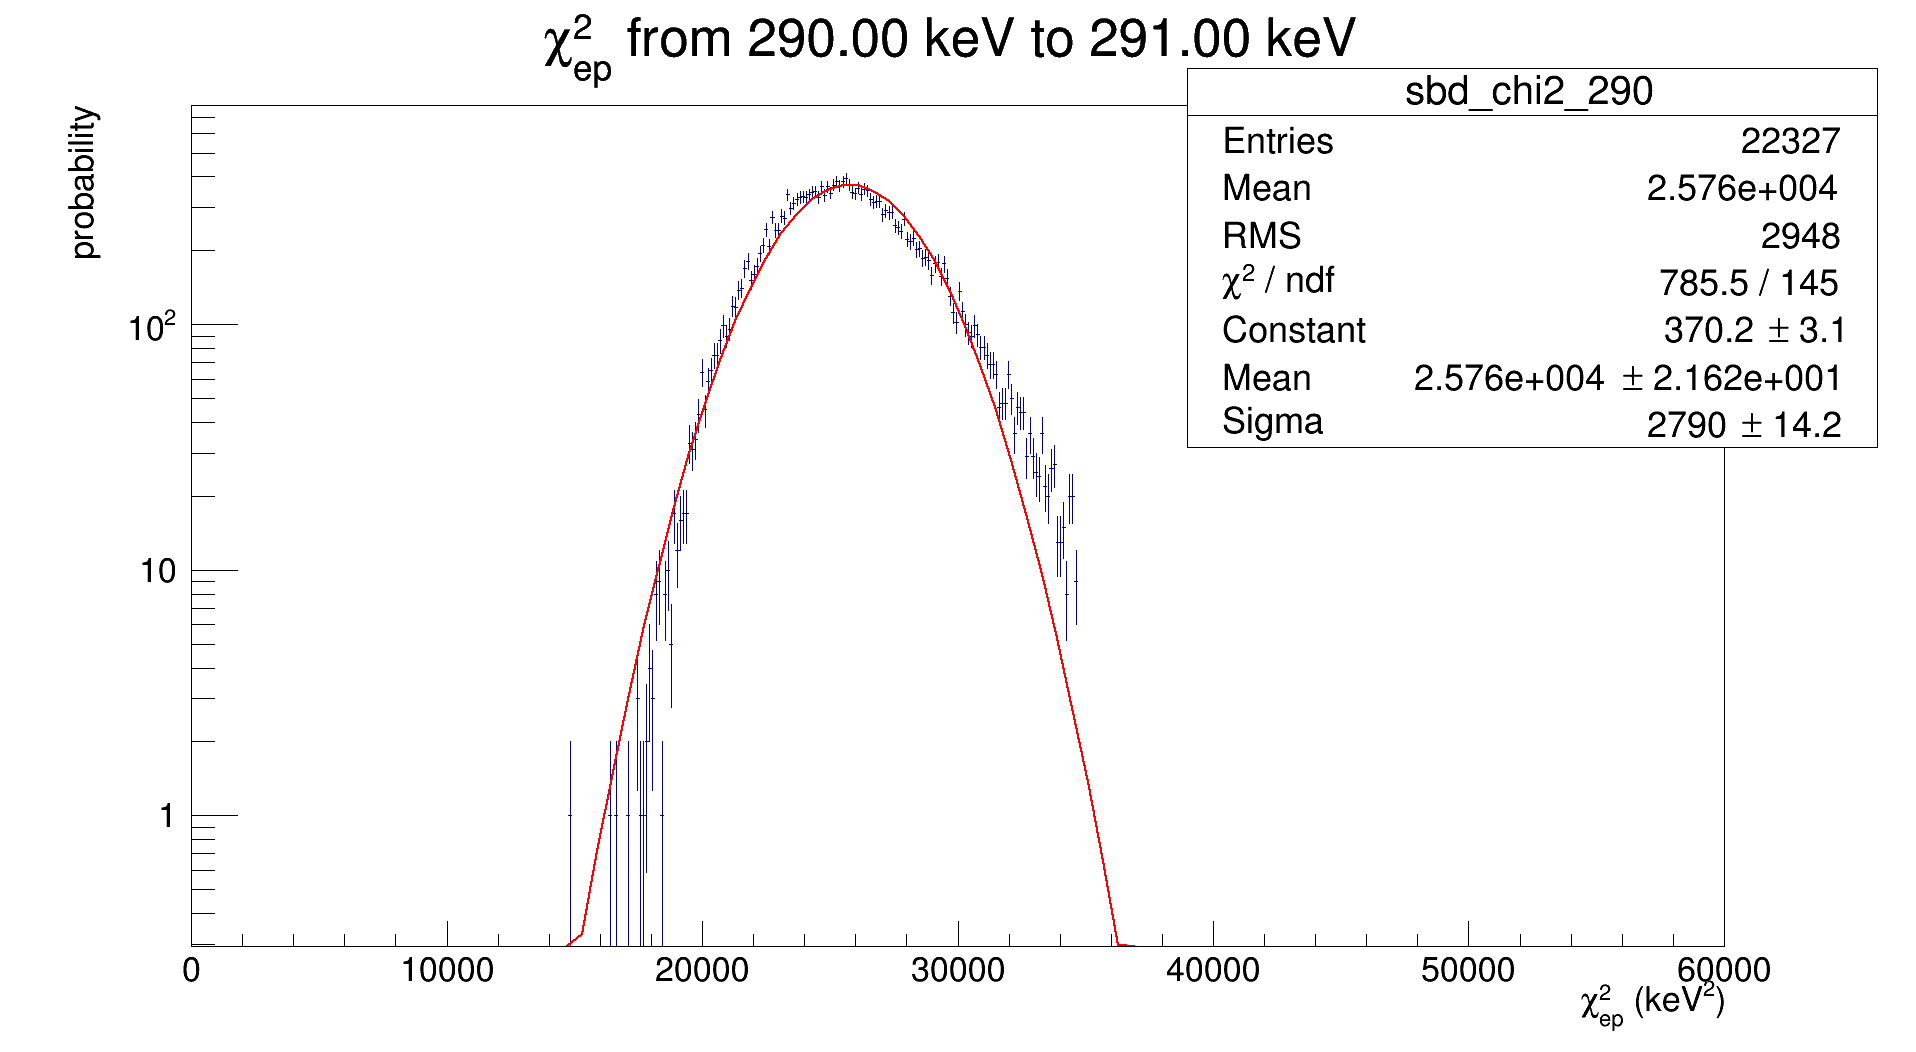 χ²ep from 290.00 keV to 291.00 keV
probability
sbd_chi2_290
Entries 22327
Mean 2.576e+004
RMS 2948
χ² / ndf 785.5 / 145
Constant 370.2 ± 3.1
Mean 2.576e+004 ± 2.162e+001
Sigma 2790 ± 14.2
10²
10
1
0 10000 20000 30000 40000 50000 60000
χ²ep (keV²)